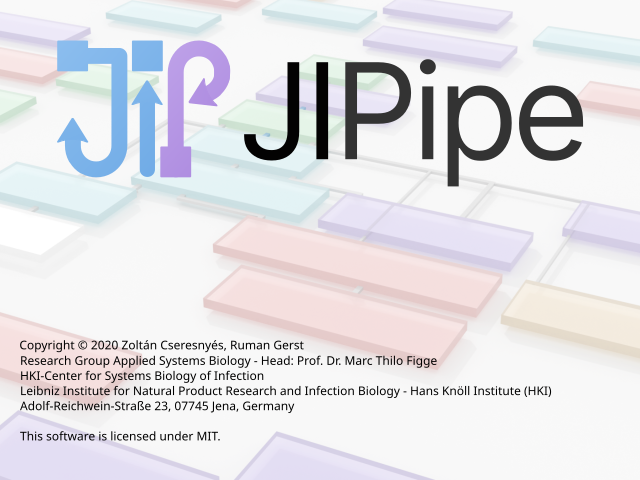 JIPipe
Copyright © 2020 Zoltán Cseresnyés, Ruman Gerst
Research Group Applied Systems Biology - Head: Prof. Dr. Marc Thilo Figge
HKI-Center for Systems Biology of Infection
Leibniz Institute for Natural Product Research and Infection Biology - Hans Knöll Institute (HKI)
Adolf-Reichwein-Straße 23, 07745 Jena, Germany
This software is licensed under MIT.